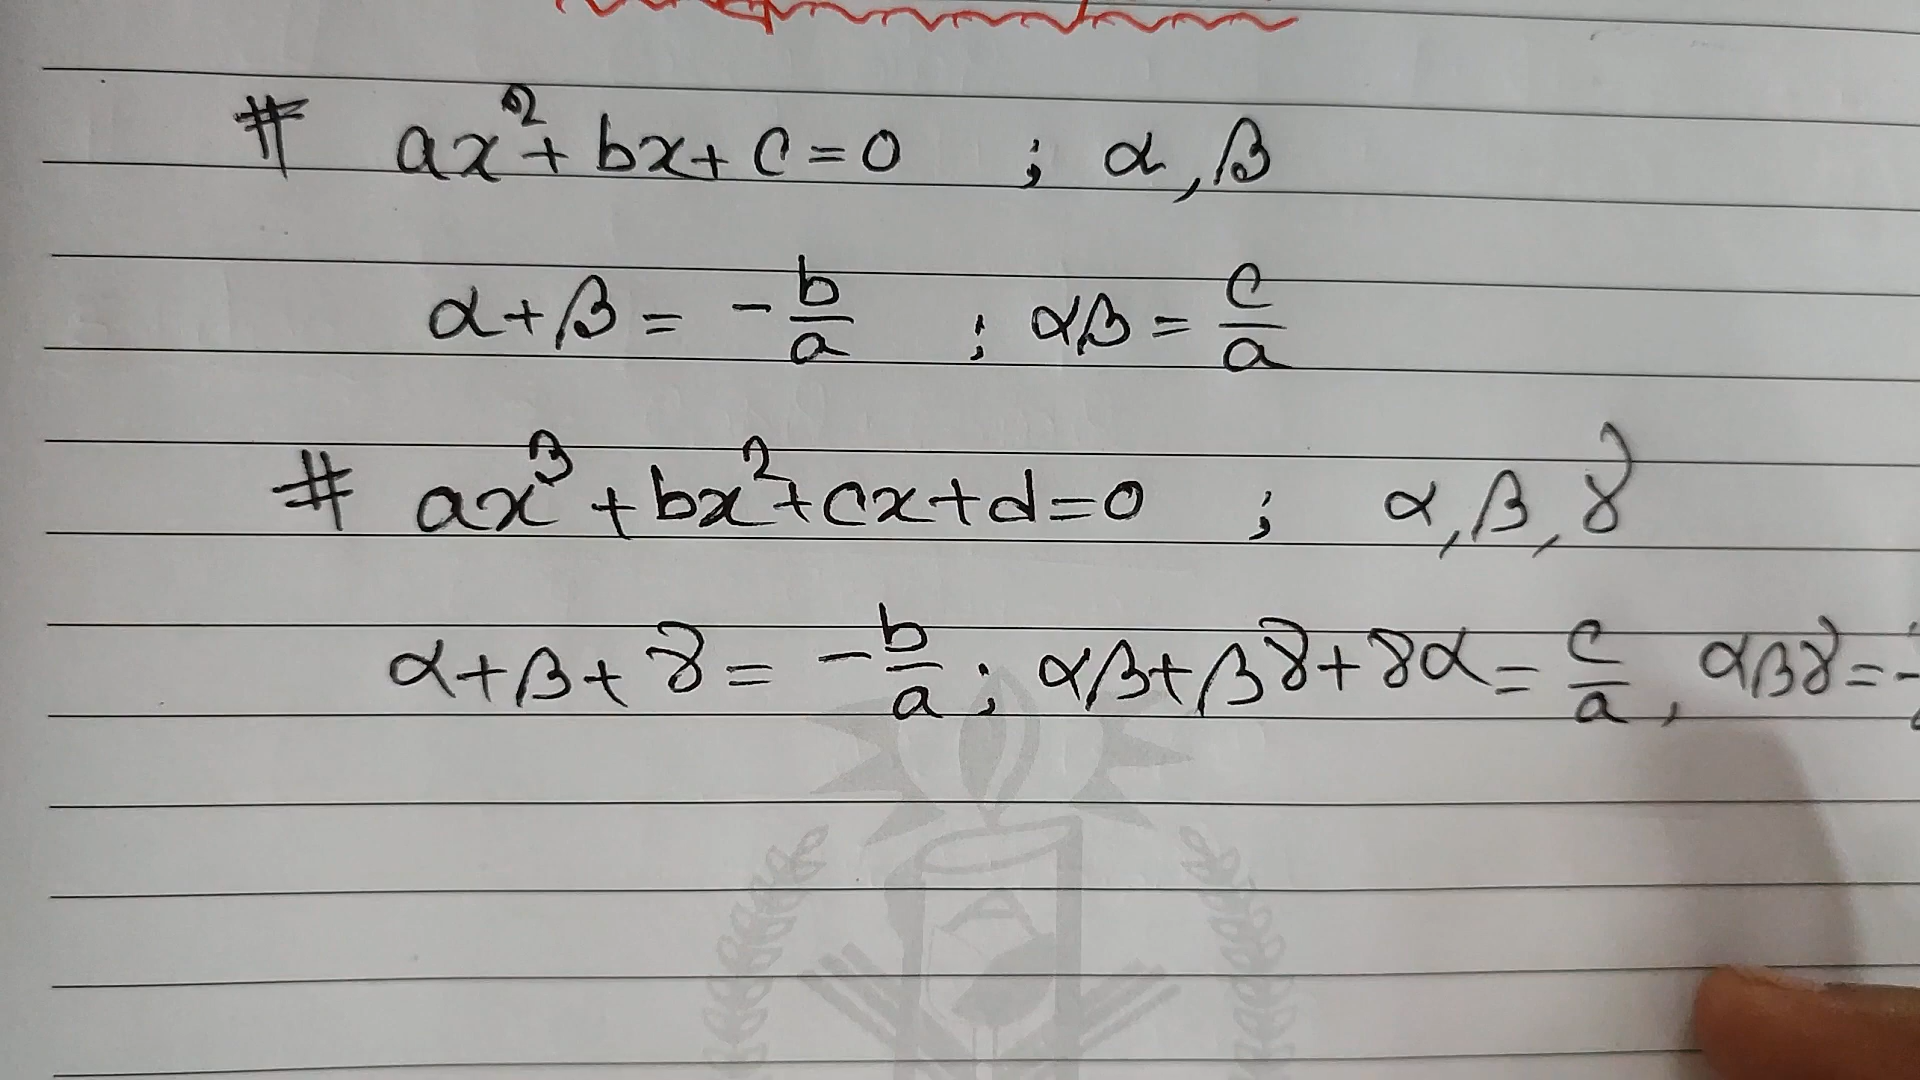 # ax²+bx+c=0 ; α,β
α+β = -b/a ; αβ = c/a
# ax³+bx²+cx+d=0 ; α,β,γ
α+β+γ = -b/a ; αβ+βγ+γα = c/a , αβγ=-